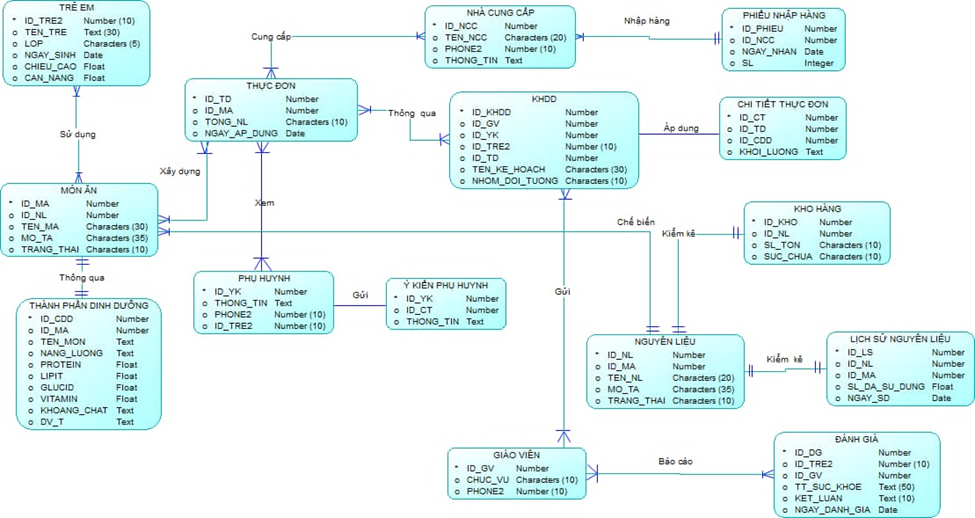 TRẺ EM
* ID_TRE2 Number (10)
o TEN_TRE Text (30)
o LOP Characters (5)
o NGAY_SINH Date
o CHIEU_CAO Float
o CAN_NANG Float
Sử dụng
MÓN ĂN
* ID_MA Number
o ID_NL Number
o TEN_MA Characters (30)
o MO_TA Characters (35)
o TRANG_THAI Characters (10)
Thông qua
THÀNH PHẦN DINH DƯỠNG
* ID_CDD Number
o ID_MA Number
o TEN_MON Text
o NANG_LUONG Text
o PROTEIN Float
o LIPIT Float
o GLUCID Float
o VITAMIN Float
o KHOANG_CHAT Text
o DV_T Text
Cung cấp
THỰC ĐƠN
* ID_TD Number
o ID_MA Number
o TONG_NL Characters (10)
o NGAY_AP_DUNG Date
Xây dựng
Xem
PHỤ HUYNH
* ID_YK Number
o THONG_TIN Text
o PHONE2 Number (10)
o ID_TRE2 Number (10)
Gửi
Ý KIẾN PHỤ HUYNH
* ID_YK Number
o ID_CT Number
o THONG_TIN Text
NHÀ CUNG CẤP
* ID_NCC Number
o TEN_NCC Characters (20)
o PHONE2 Number (10)
o THONG_TIN Text
Nhập hàng
PHIẾU NHẬP HÀNG
* ID_PHIEU Number
o ID_NCC Number
o NGAY_NHAN Date
o SL Integer
Thông qua
KHDD
* ID_KHDD Number
o ID_GV Number
o ID_YK Number
o ID_TRE2 Number (10)
o ID_TD Number
o TEN_KE_HOACH Characters (30)
o NHOM_DOI_TUONG Characters (10)
Áp dung
CHI TIẾT THỰC ĐƠN
* ID_CT Number
o ID_TD Number
o ID_CDD Number
o KHOI_LUONG Text
Chế biến
Kiểm kê
KHO HÀNG
* ID_KHO Number
o ID_NL Number
o SL_TON Characters (10)
o SUC_CHUA Characters (10)
Gửi
NGUYÊN LIỆU
* ID_NL Number
o ID_MA Number
o TEN_NL Characters (20)
o MO_TA Characters (35)
o TRANG_THAI Characters (10)
Kiểm kê
LỊCH SỬ NGUYÊN LIỆU
* ID_LS Number
o ID_NL Number
o ID_MA Number
o SL_DA_SU_DUNG Float
o NGAY_SD Date
GIÁO VIÊN
* ID_GV Number
o CHUC_VU Characters (10)
o PHONE2 Number (10)
Báo cáo
ĐÁNH GIÁ
* ID_DG Number
o ID_TRE2 Number (10)
o ID_GV Number
o TT_SUC_KHOE Text (50)
o KET_LUAN Text (10)
o NGAY_DANH_GIA Date